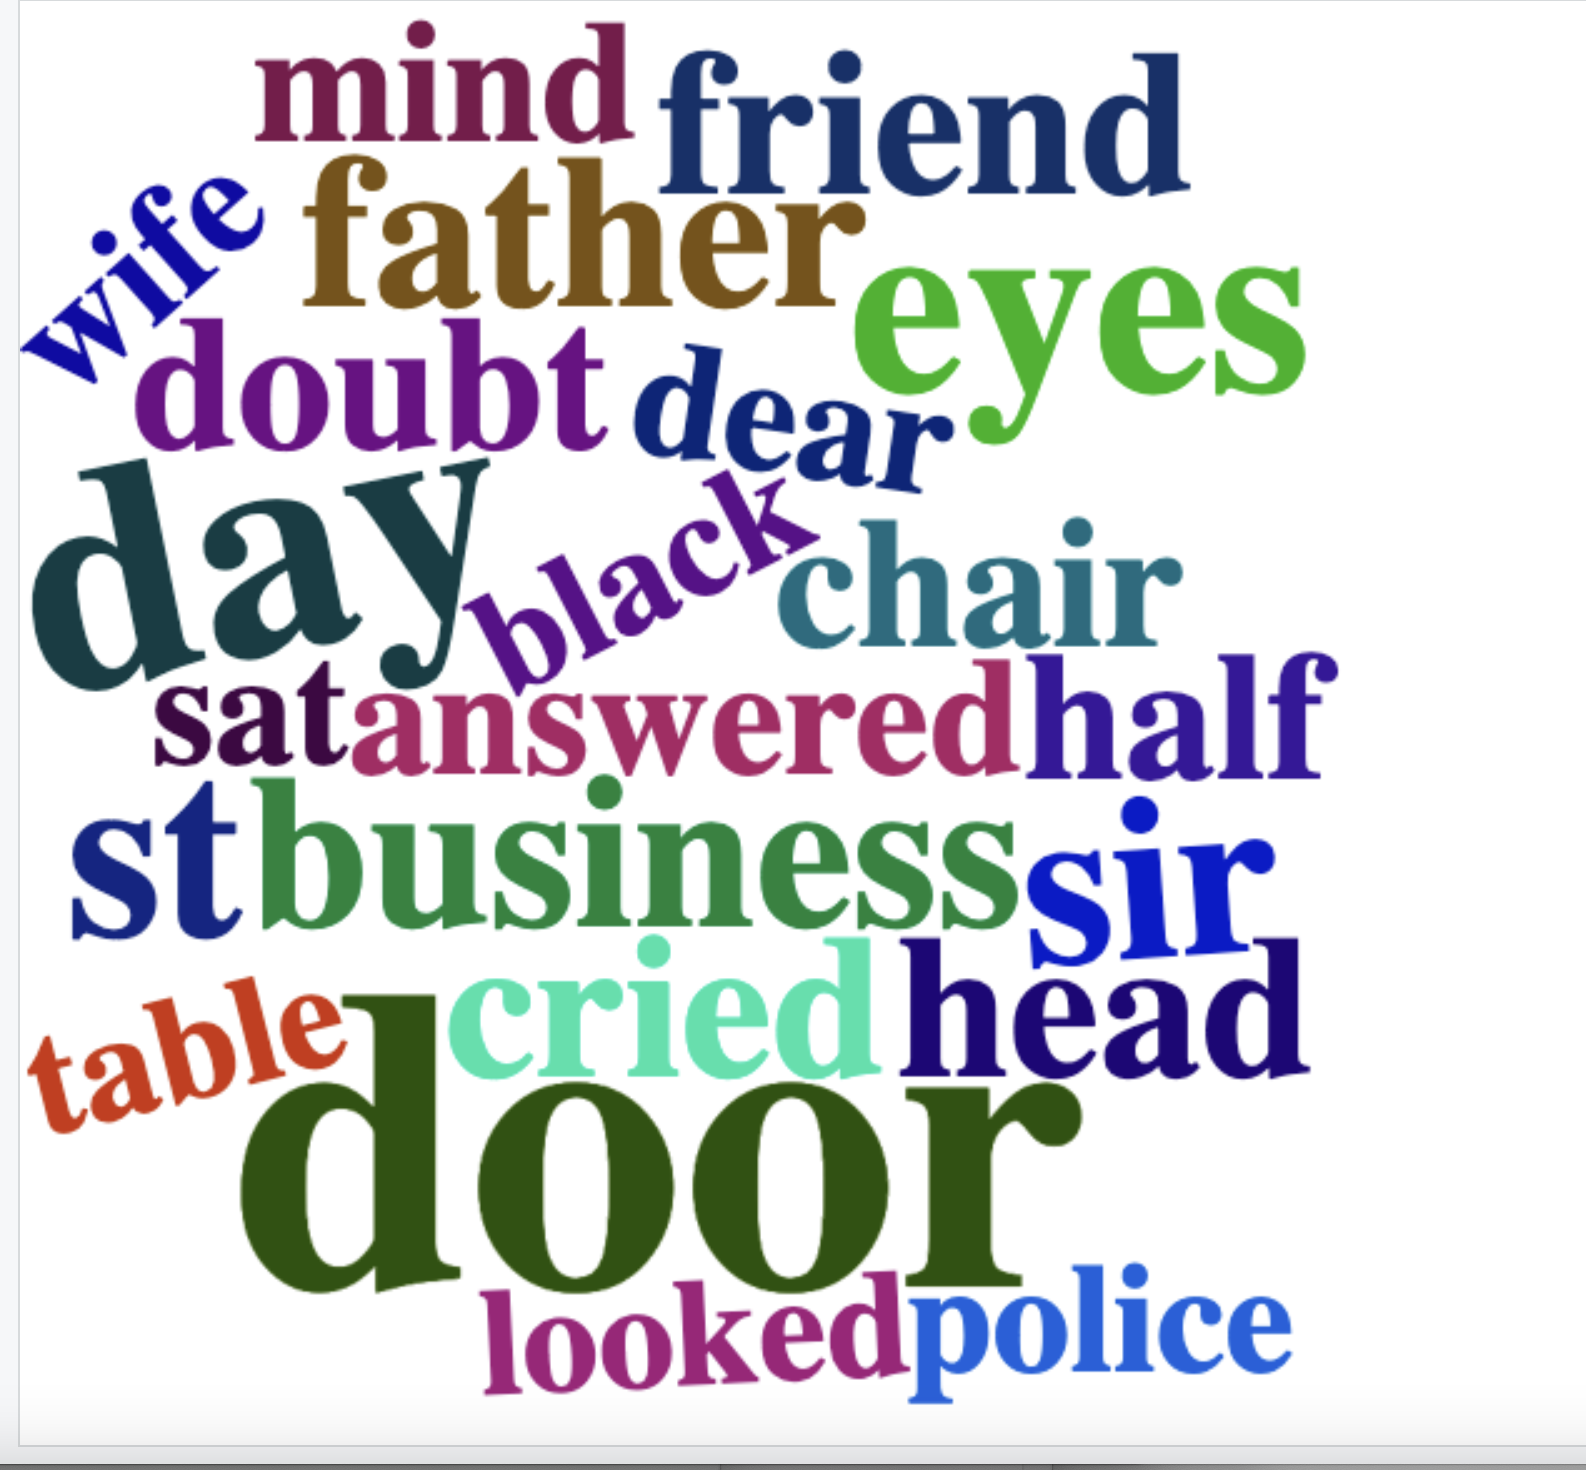 mind friend
wife father eyes
doubt dear
day black chair
sat answered half
st business sir
table cried head
door
looked police